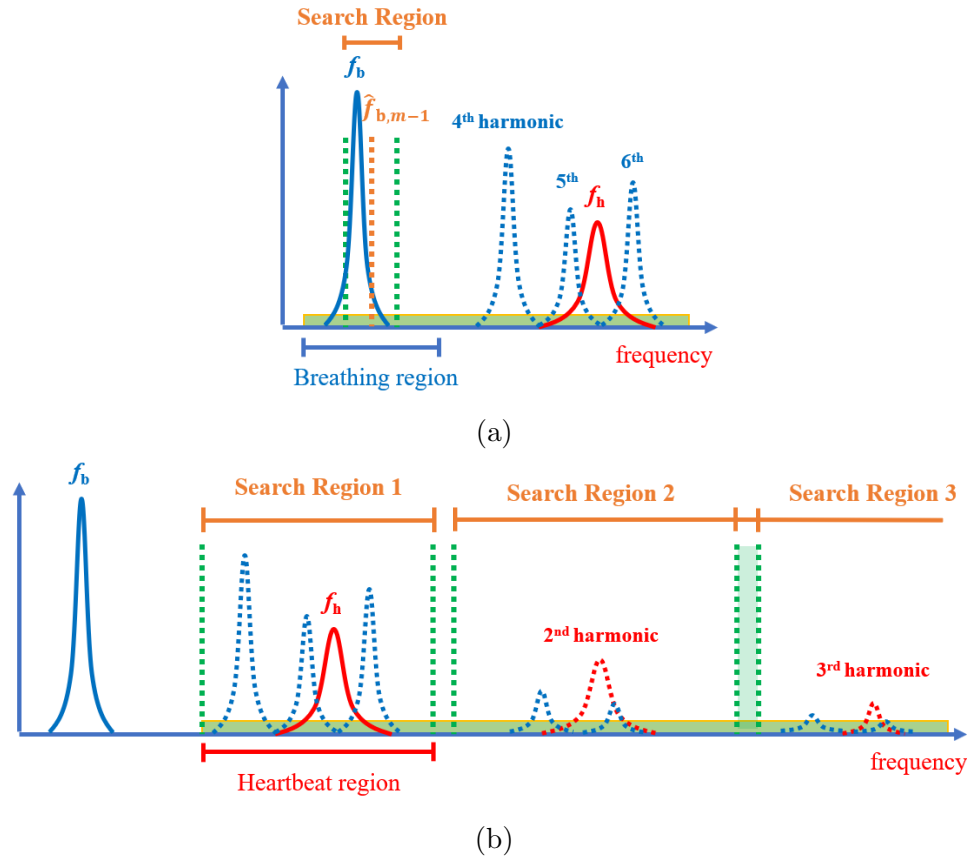 Search Region
f_b
f̂_b,m−1
4th harmonic
5th
6th
f_h
frequency
Breathing region
(a)
f_b
Search Region 1
Search Region 2
Search Region 3
f_h
2nd harmonic
3rd harmonic
frequency
Heartbeat region
(b)